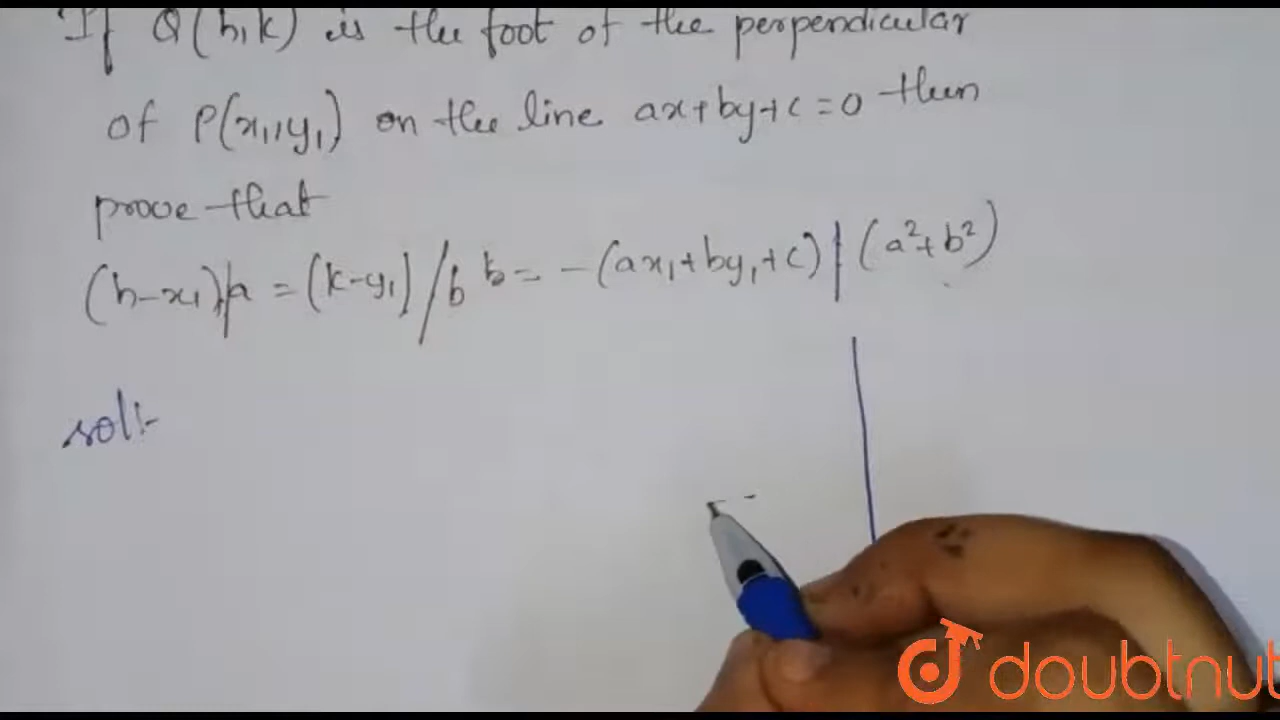 If Q(h,k) is the foot of the perpendicular
of P(x₁,y₁) on the line ax+by+c=0 then
prove that
(h-x₁)/a = (k-y₁)/b b = -(ax₁+by₁+c)/(a²+b²)
sol:-
doubtnut